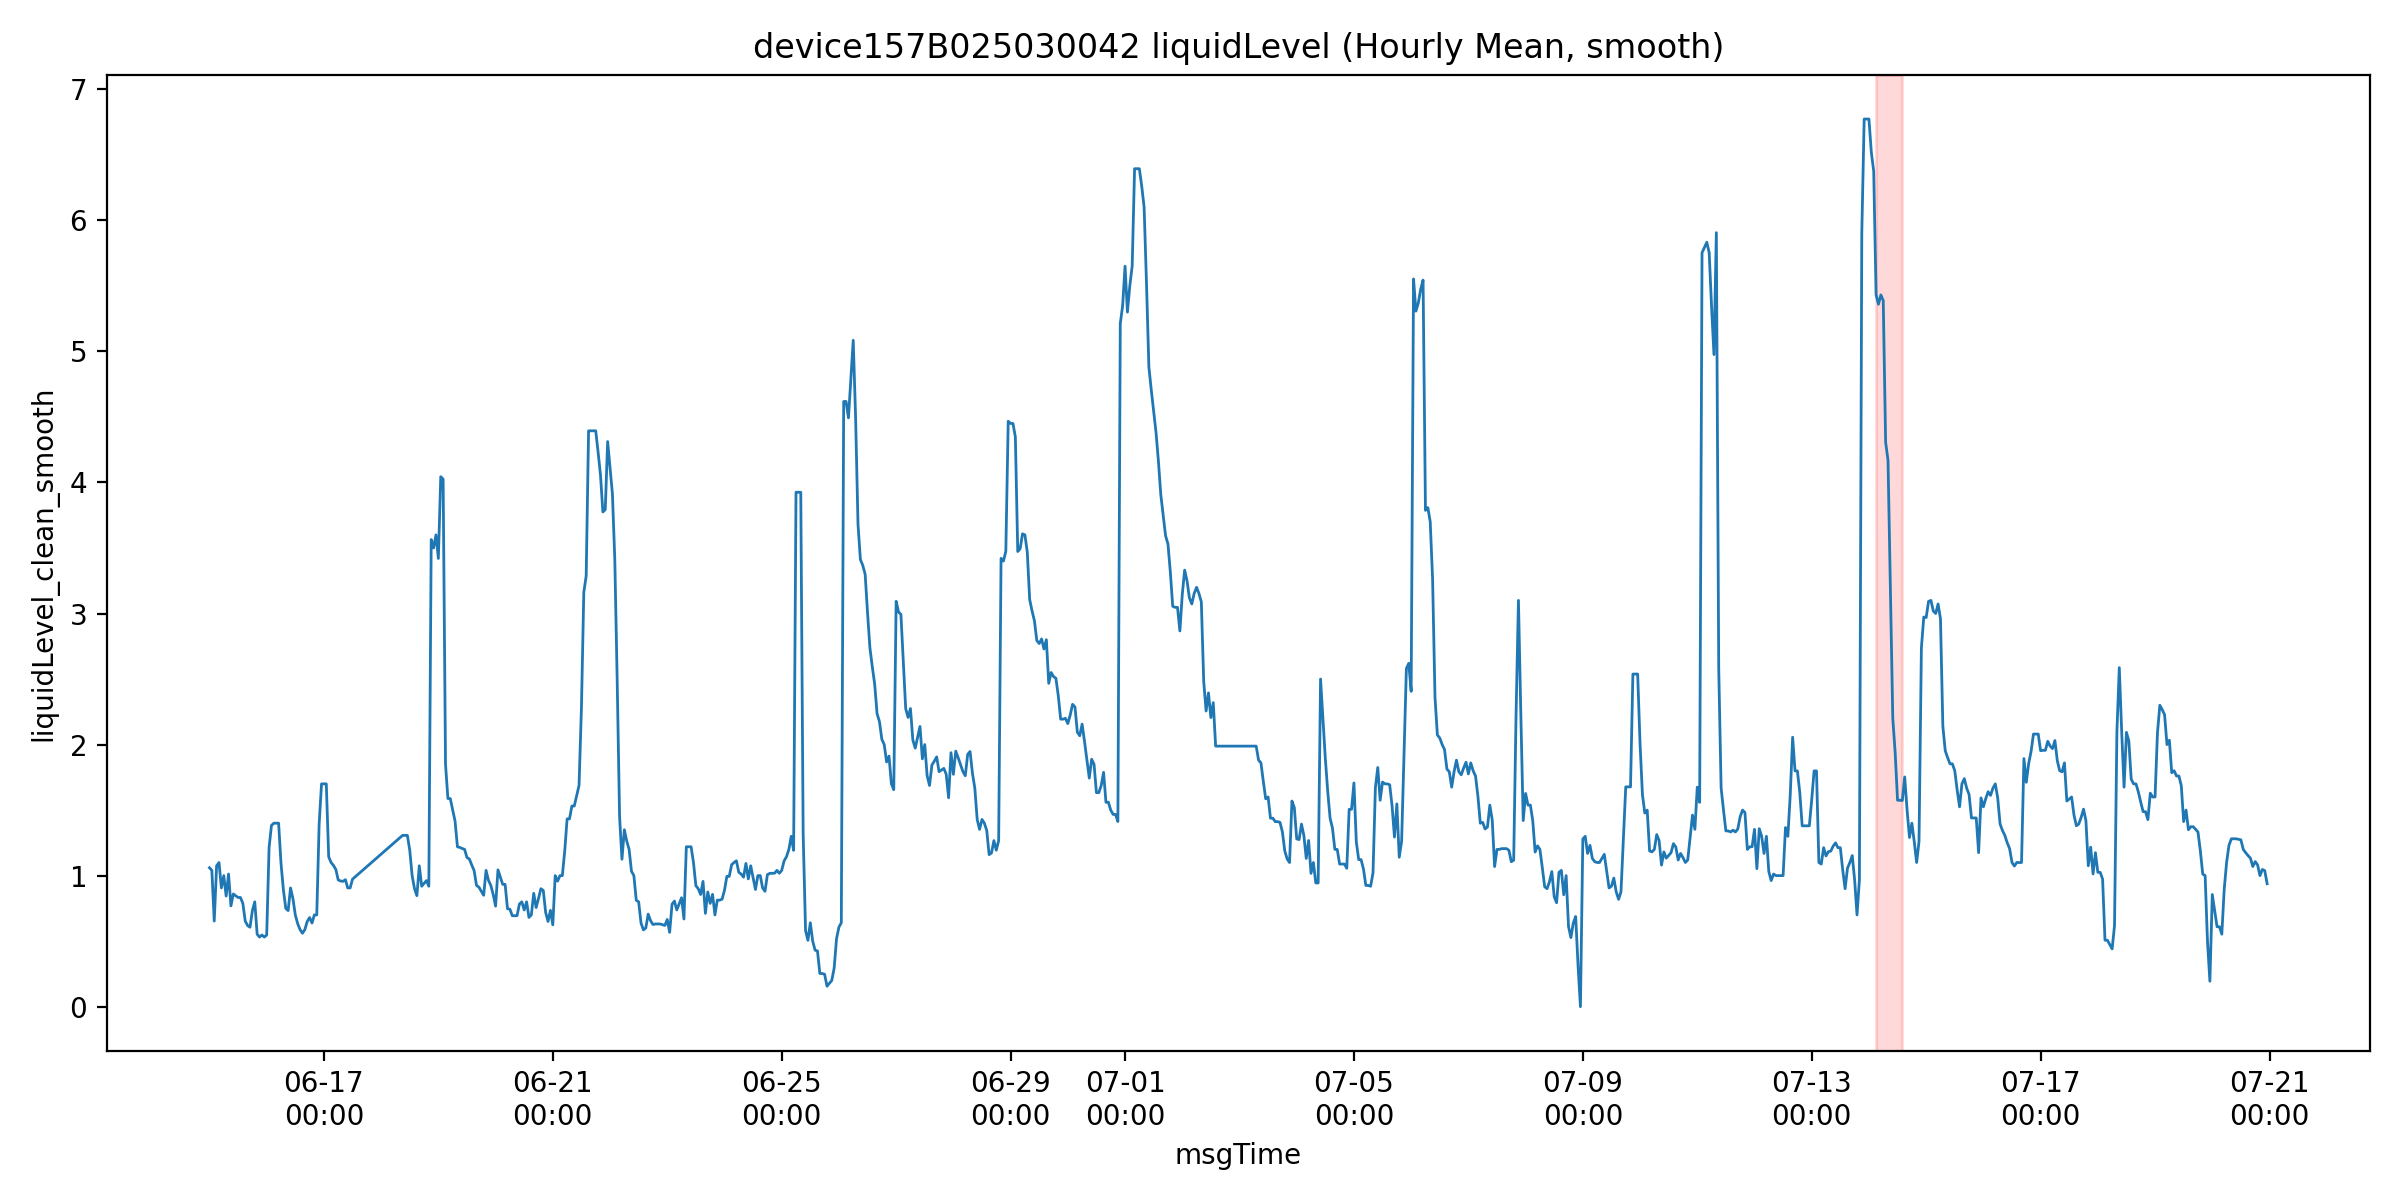 device157B025030042 liquidLevel (Hourly Mean, smooth)
liquidLevel_clean_smooth
7
6
5
4
3
2
1
0
06-17 06-21 06-25 06-29 07-01 07-05 07-09 07-13 07-17 07-21
00:00 00:00 00:00 00:00 00:00 00:00 00:00 00:00 00:00 00:00
msgTime